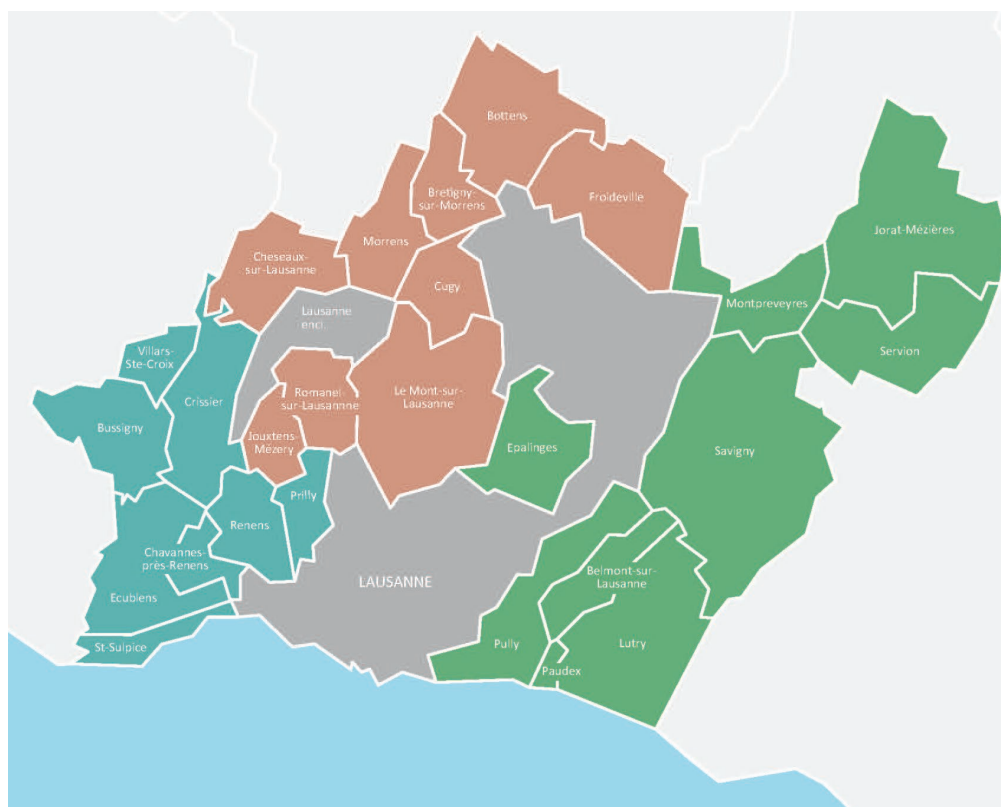 Bottens
Froideville
Bretigny-
sur-Morrens
Jorat-Mézières
Morrens
Cheseaux-
sur-Lausanne
Cugy
Montpreveyres
Lausanne
encl.
Servion
Villars-
Ste-Croix
Romanel-
sur-Lausannne
Le Mont-sur-
Lausanne
Crissier
Bussigny
Jouxtens-
Mézery
Epalinges
Savigny
Prilly
Renens
Chavannes-
près-Renens
LAUSANNE
Belmont-sur-
Lausanne
Ecublens
St-Sulpice
Pully
Lutry
Paudex